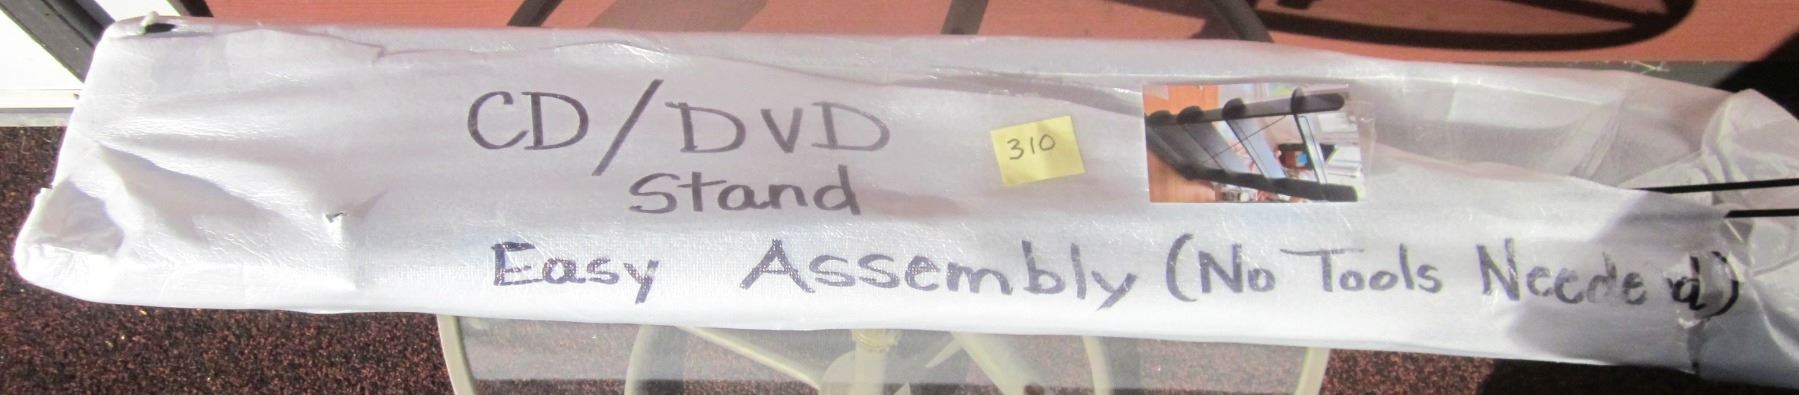 CD/DVD
Stand
310
Easy Assembly (No Tools Needed)